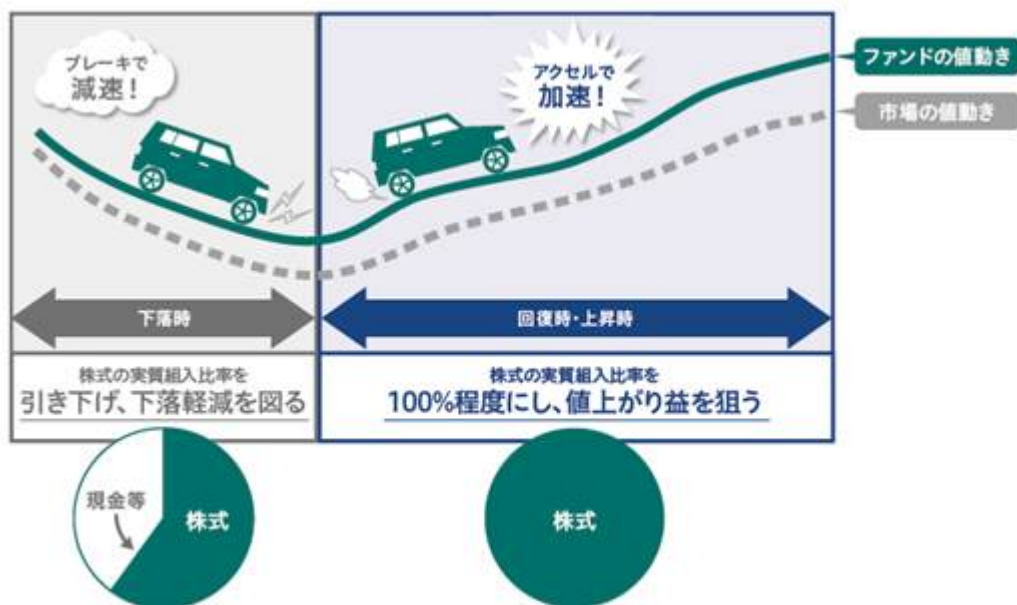 ブレーキで
減速！
アクセルで
加速！
ファンドの値動き
市場の値動き
下落時
回復時・上昇時
株式の実質組入比率を
引き下げ、下落軽減を図る
株式の実質組入比率を
100%程度にし、値上がり益を狙う
現金等
株式
株式